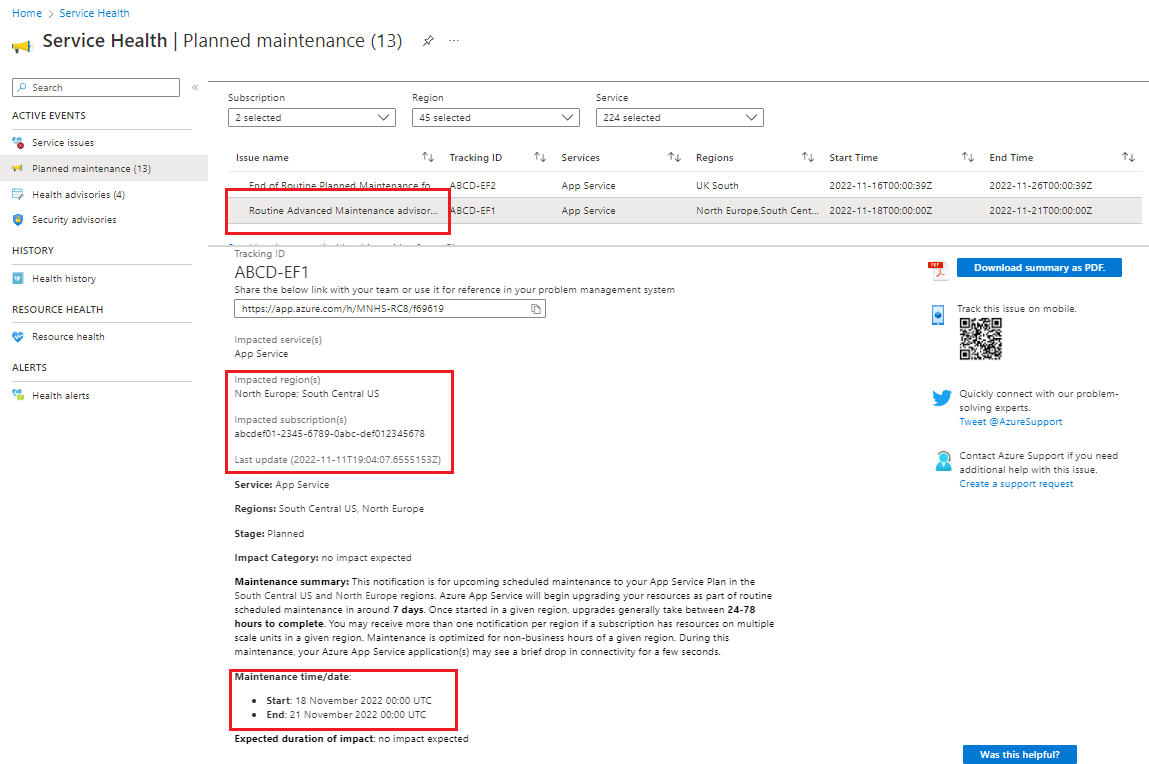 Home > Service Health
Service Health | Planned maintenance (13) ...
Search «
ACTIVE EVENTS
Service issues
Planned maintenance (13)
Health advisories (4)
Security advisories
HISTORY
Health history
RESOURCE HEALTH
Resource health
ALERTS
Health alerts
Subscription Region Service
2 selected 45 selected 224 selected
Issue name Tracking ID Services Regions Start Time End Time
End of Routine Planned Maintenance fo ABCD-EF2 App Service UK South 2022-11-16T00:00:39Z 2022-11-26T00:00:39Z
Routine Advanced Maintenance advisor... ABCD-EF1 App Service North Europe,South Cent... 2022-11-18T00:00:00Z 2022-11-21T00:00:00Z
Tracking ID
ABCD-EF1
Share the below link with your team or use it for reference in your problem management system
https://app.azure.com/h/MNHS-RC8/f69619
Impacted service(s)
App Service
Impacted region(s)
North Europe; South Central US
Impacted subscription(s)
abcdef01-2345-6789-0abc-def012345678
Last update (2022-11-11T19:04:07.6555153Z)
Service: App Service
Regions: South Central US, North Europe
Stage: Planned
Impact Category: no impact expected
Maintenance summary: This notification is for upcoming scheduled maintenance to your App Service Plan in the
South Central US and North Europe regions. Azure App Service will begin upgrading your resources as part of routine
scheduled maintenance in around 7 days. Once started in a given region, upgrades generally take between 24-78
hours to complete. You may receive more than one notification per region if a subscription has resources on multiple
scale units in a given region. Maintenance is optimized for non-business hours of a given region. During this
maintenance, your Azure App Service application(s) may see a brief drop in connectivity for a few seconds.
Maintenance time/date:
• Start: 18 November 2022 00:00 UTC
• End: 21 November 2022 00:00 UTC
Expected duration of impact: no impact expected
PDF Download summary as PDF.
Track this issue on mobile.
Quickly connect with our problem-
solving experts.
Tweet @AzureSupport
Contact Azure Support if you need
additional help with this issue.
Create a support request
Was this helpful?